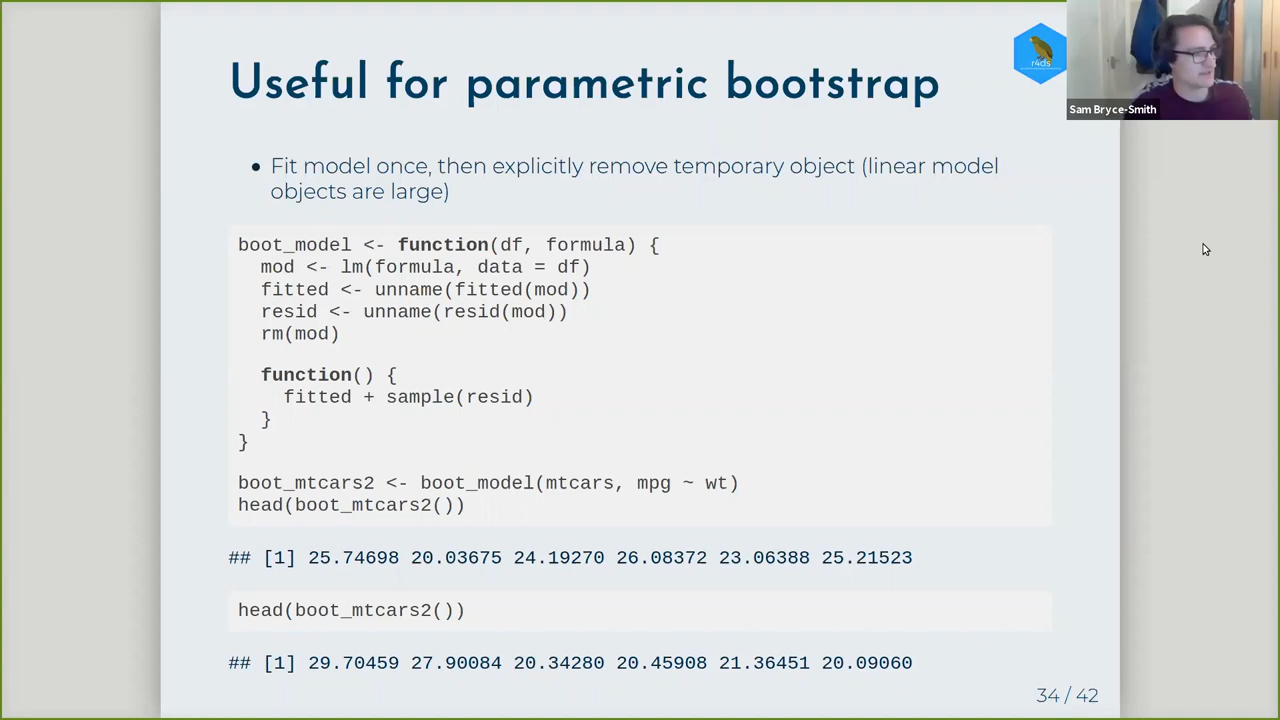 Useful for parametric bootstrap
r4ds
Sam Bryce-Smith
• Fit model once, then explicitly remove temporary object (linear model
objects are large)
boot_model <- function(df, formula) {
  mod <- lm(formula, data = df)
  fitted <- unname(fitted(mod))
  resid <- unname(resid(mod))
  rm(mod)
  function() {
    fitted + sample(resid)
  }
}
boot_mtcars2 <- boot_model(mtcars, mpg ~ wt)
head(boot_mtcars2())
## [1] 25.74698 20.03675 24.19270 26.08372 23.06388 25.21523
head(boot_mtcars2())
## [1] 29.70459 27.90084 20.34280 20.45908 21.36451 20.09060
34 / 42